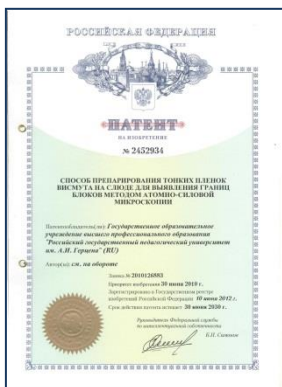 РОССИЙСКАЯ ФЕДЕРАЦИЯ
ПАТЕНТ
НА ИЗОБРЕТЕНИЕ
№ 2452934
СПОСОБ ПРЕПАРИРОВАНИЯ ТОНКИХ ПЛЕНОК
ВИСМУТА НА СЛЮДЕ ДЛЯ ВЫЯВЛЕНИЯ ГРАНИЦ
БЛОКОВ МЕТОДОМ АТОМНО-СИЛОВОЙ
МИКРОСКОПИИ
Патентообладатель(ли): Государственное образовательное
учреждение высшего профессионального образования
"Российский государственный педагогический университет
им. А.И. Герцена" (RU)
Автор(ы): см. на обороте
Заявка № 2010126983
Приоритет изобретения 30 июня 2010 г.
Зарегистрировано в Государственном реестре
изобретений Российской Федерации 10 июня 2012 г.
Срок действия патента истекает 30 июня 2030 г.
Руководитель Федеральной службы
по интеллектуальной собственности
Б.П. Симонов